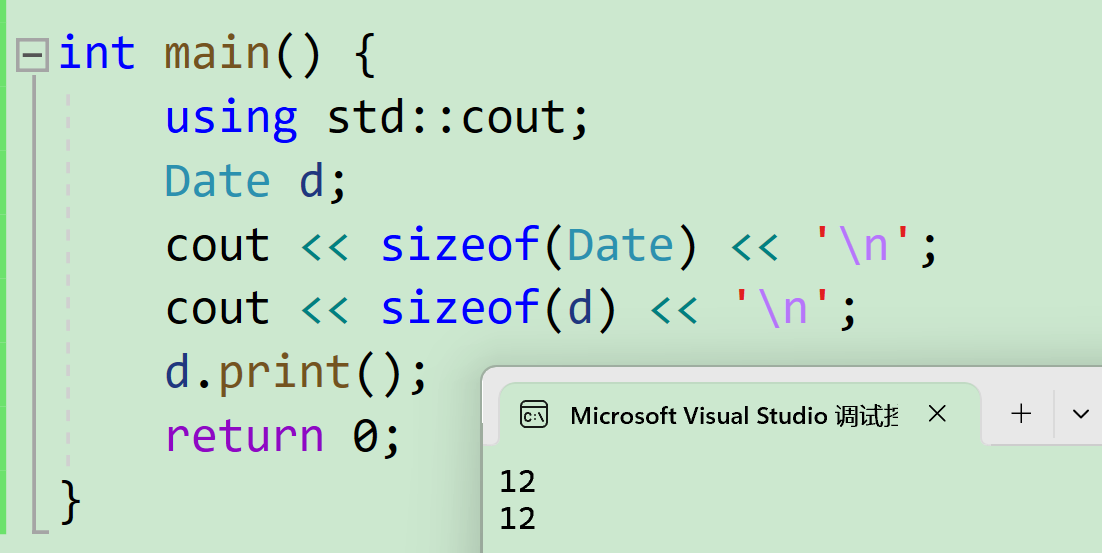 int main() {
using std::cout;
Date d;
cout << sizeof(Date) << '\n';
cout << sizeof(d) << '\n';
d.print();
return 0;
}
Microsoft Visual Studio 调试
12
12